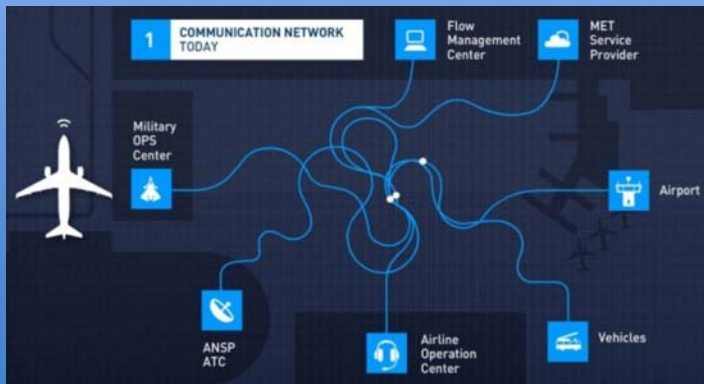 1
COMMUNICATION NETWORK
TODAY
Flow
Management
Center
MET
Service
Provider
Military
OPS
Center
Airport
ANSP
ATC
Airline
Operation
Center
Vehicles